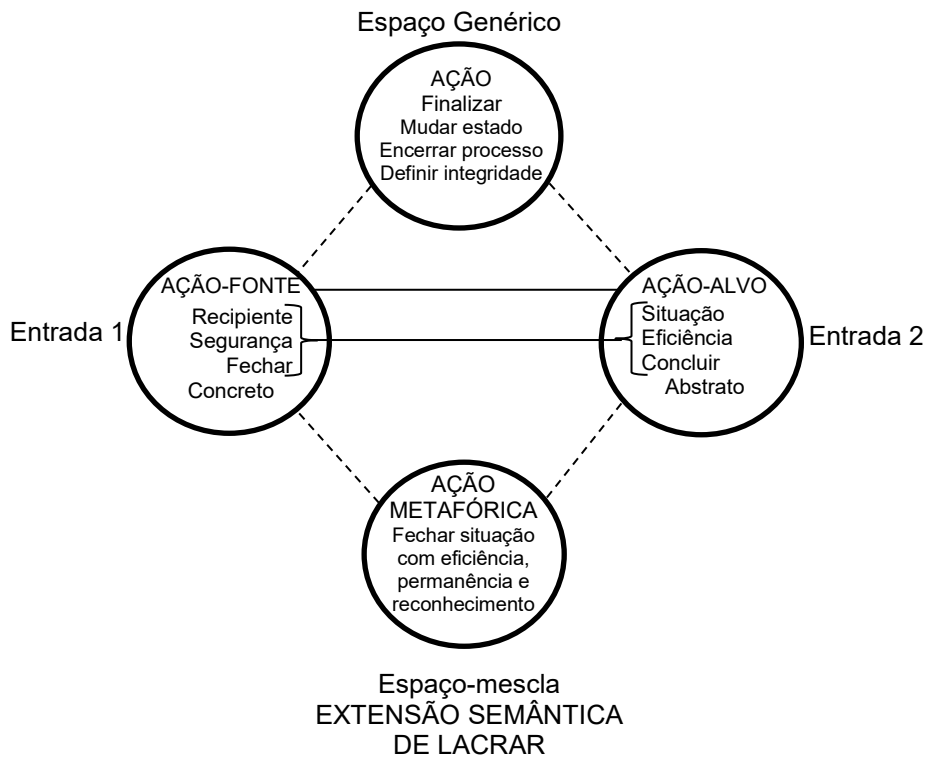 Espaço Genérico
AÇÃO
Finalizar
Mudar estado
Encerrar processo
Definir integridade
Entrada 1
AÇÃO-FONTE
Recipiente
Segurança
Fechar
Concreto
AÇÃO-ALVO
Situação
Eficiência
Concluir
Abstrato
Entrada 2
AÇÃO
METAFÓRICA
Fechar situação
com eficiência,
permanência e
reconhecimento
Espaço-mescla
EXTENSÃO SEMÂNTICA
DE LACRAR